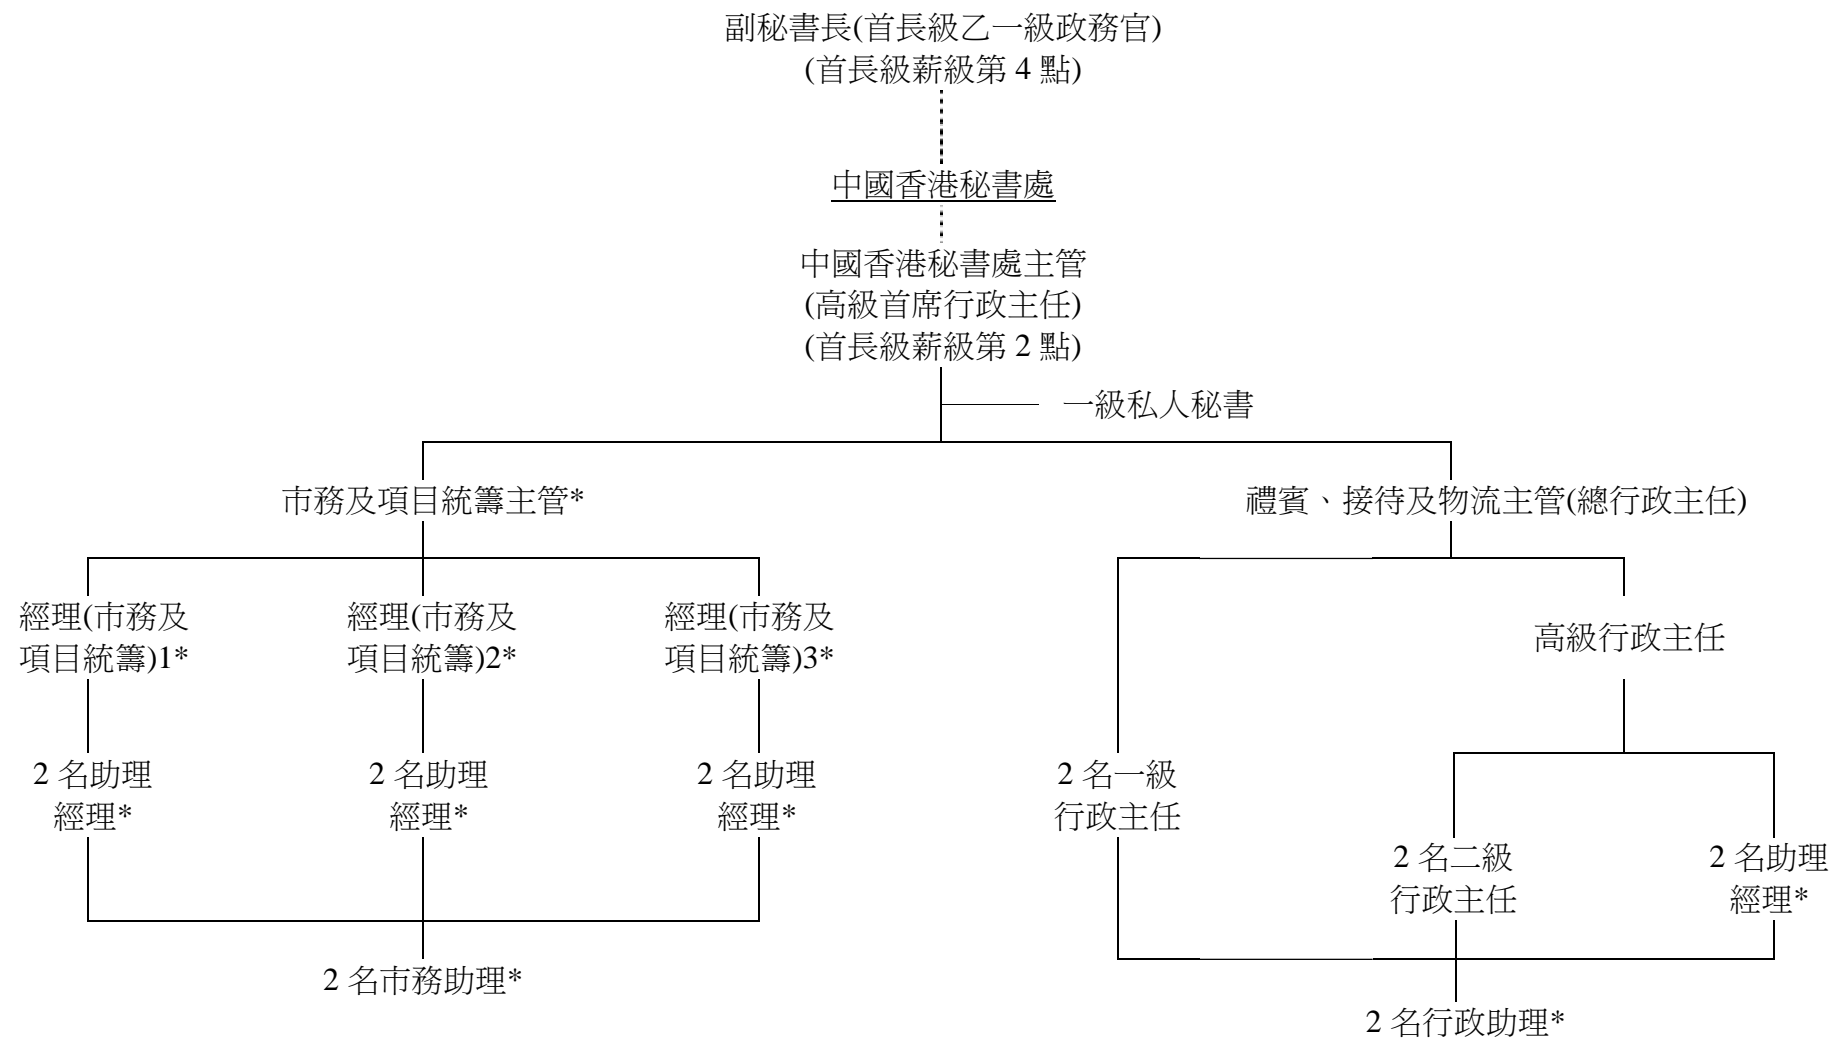 副秘書長(首長級乙一級政務官)
(首長級薪級第 4 點)
中國香港秘書處
中國香港秘書處主管
(高級首席行政主任)
(首長級薪級第 2 點)
一級私人秘書
市務及項目統籌主管*
禮賓、接待及物流主管(總行政主任)
經理(市務及
項目統籌)1*
經理(市務及
項目統籌)2*
經理(市務及
項目統籌)3*
高級行政主任
2 名助理
經理*
2 名助理
經理*
2 名助理
經理*
2 名一級
行政主任
2 名二級
行政主任
2 名助理
經理*
2 名市務助理*
2 名行政助理*